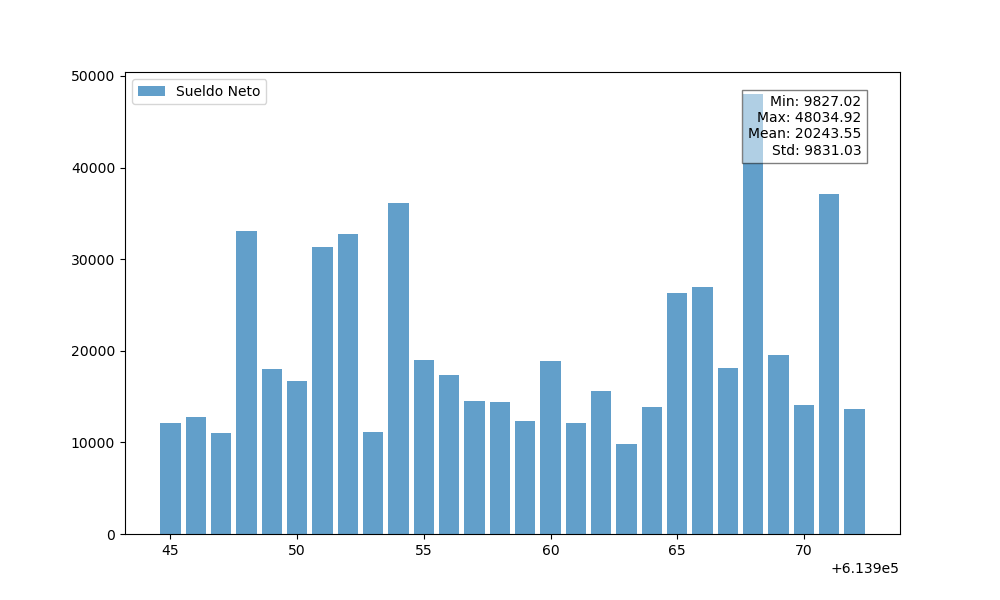 50000
40000
30000
20000
10000
0
Sueldo Neto
Min: 9827.02
Max: 48034.92
Mean: 20243.55
Std: 9831.03
45 50 55 60 65 70
+6.139e5